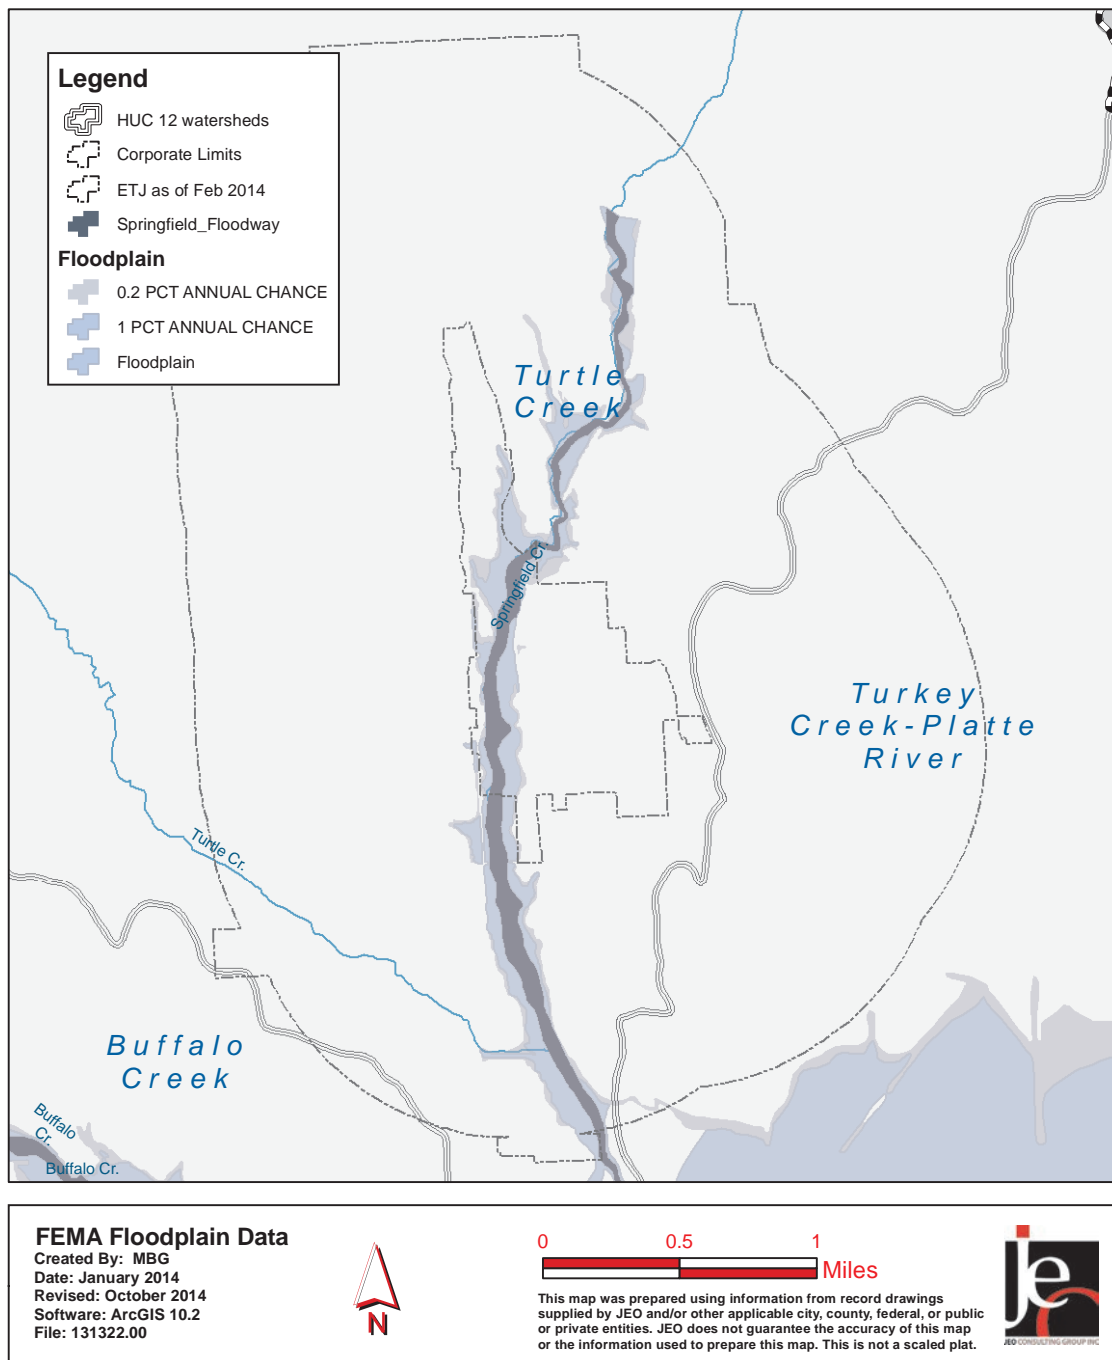 Legend
HUC 12 watersheds
Corporate Limits
ETJ as of Feb 2014
Springfield_Floodway
Floodplain
0.2 PCT ANNUAL CHANCE
1 PCT ANNUAL CHANCE
Floodplain
Turtle
Creek
Springfield Cr.
Turkey
Creek-Platte
River
Turtle Cr.
Buffalo
Creek
Buffalo
Cr.
Buffalo Cr.
FEMA Floodplain Data
Created By: MBG
Date: January 2014
Revised: October 2014
Software: ArcGIS 10.2
File: 131322.00
N
0 0.5 1
Miles
This map was prepared using information from record drawings
supplied by JEO and/or other applicable city, county, federal, or public
or private entities. JEO does not guarantee the accuracy of this map
or the information used to prepare this map. This is not a scaled plat.
jeo
JEO CONSULTING GROUP INC